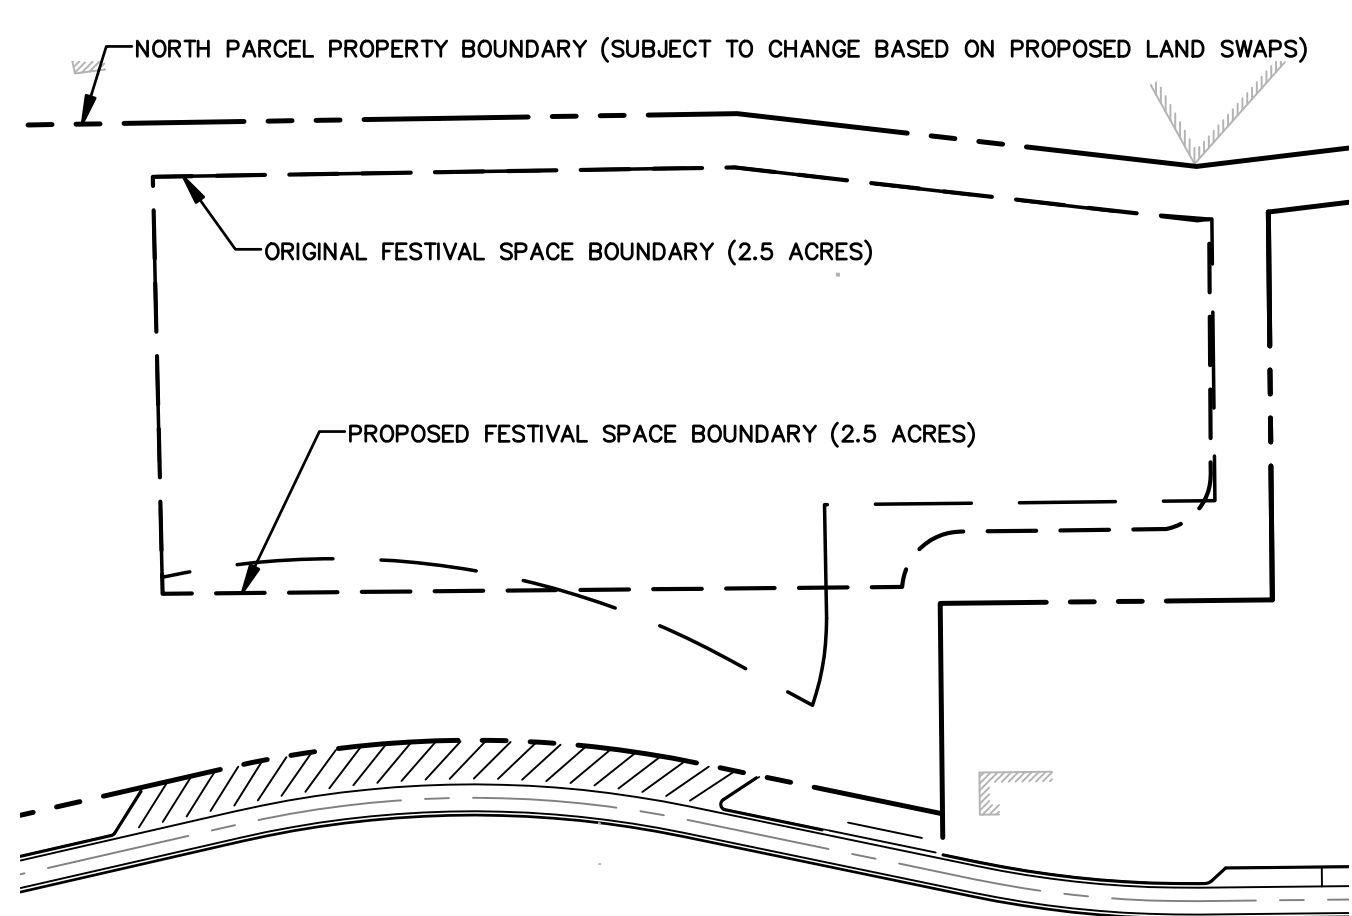 NORTH PARCEL PROPERTY BOUNDARY (SUBJECT TO CHANGE BASED ON PROPOSED LAND SWAPS)
ORIGINAL FESTIVAL SPACE BOUNDARY (2.5 ACRES)
PROPOSED FESTIVAL SPACE BOUNDARY (2.5 ACRES)